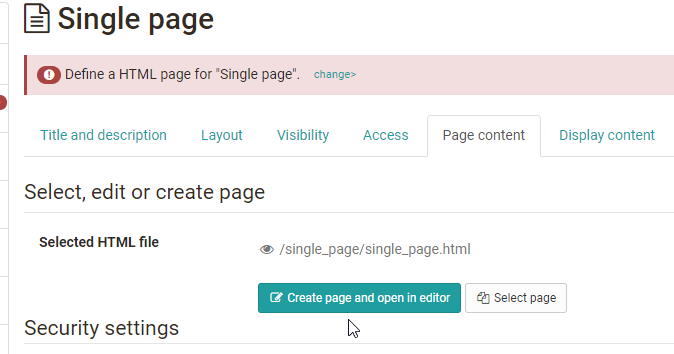 Single page
Define a HTML page for "Single page". change>
Title and description Layout Visibility Access Page content Display content
Select, edit or create page
Selected HTML file /single_page/single_page.html
Create page and open in editor Select page
Security settings